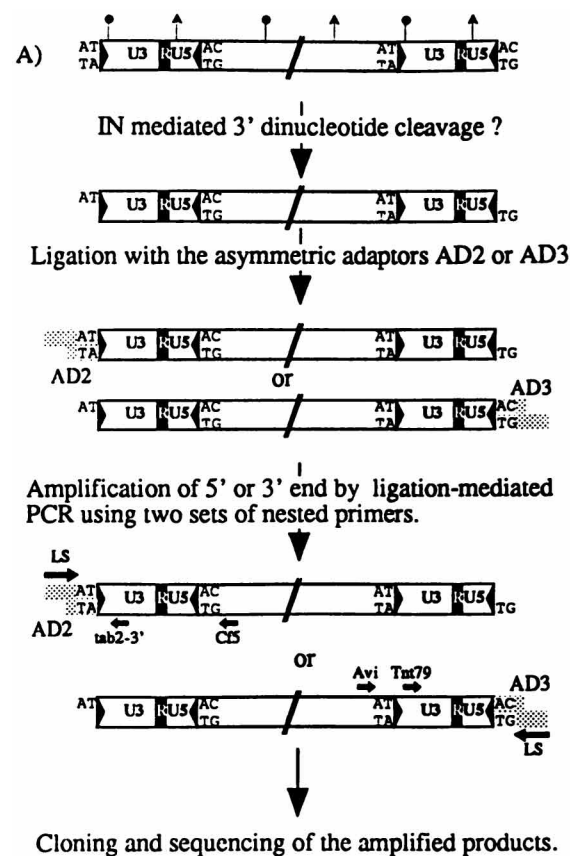 A)
AT U3 R U5 AC AT U3 R U5 AC
TA TG TA TG
IN mediated 3' dinucleotide cleavage ?
AT U3 R U5 AC AT U3 R U5
TG TA TG
Ligation with the asymmetric adaptors AD2 or AD3
AT U3 R U5 AC AT U3 R U5
TA TG TA TG
AD2 or AD3
AT U3 R U5 AC AT U3 R U5 AC
TG TA TG
Amplification of 5' or 3' end by ligation-mediated
PCR using two sets of nested primers.
LS
AT U3 R U5 AC AT U3 R U5
TA TG TA TG
AD2 tab2-3' Cf5
or
Avi Tnt79 AD3
AT U3 R U5 AC AT U3 R U5 AC
TG TA TG
LS
Cloning and sequencing of the amplified products.